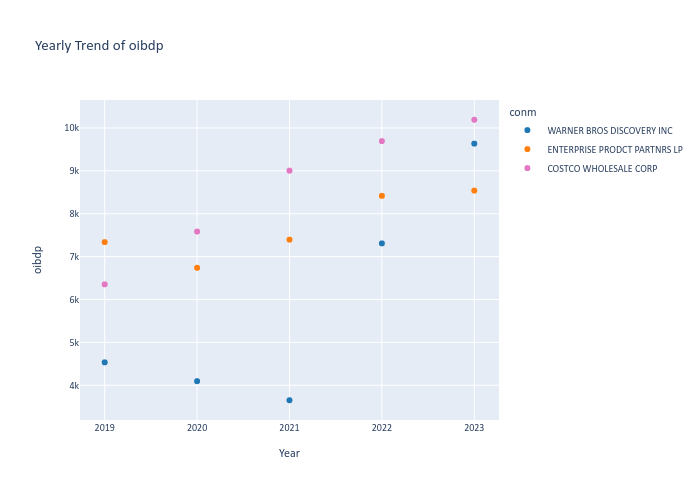 Yearly Trend of oibdp
conm
WARNER BROS DISCOVERY INC
ENTERPRISE PRODCT PARTNRS LP
COSTCO WHOLESALE CORP
10k
9k
8k
7k
6k
5k
4k
oibdp
2019 2020 2021 2022 2023
Year